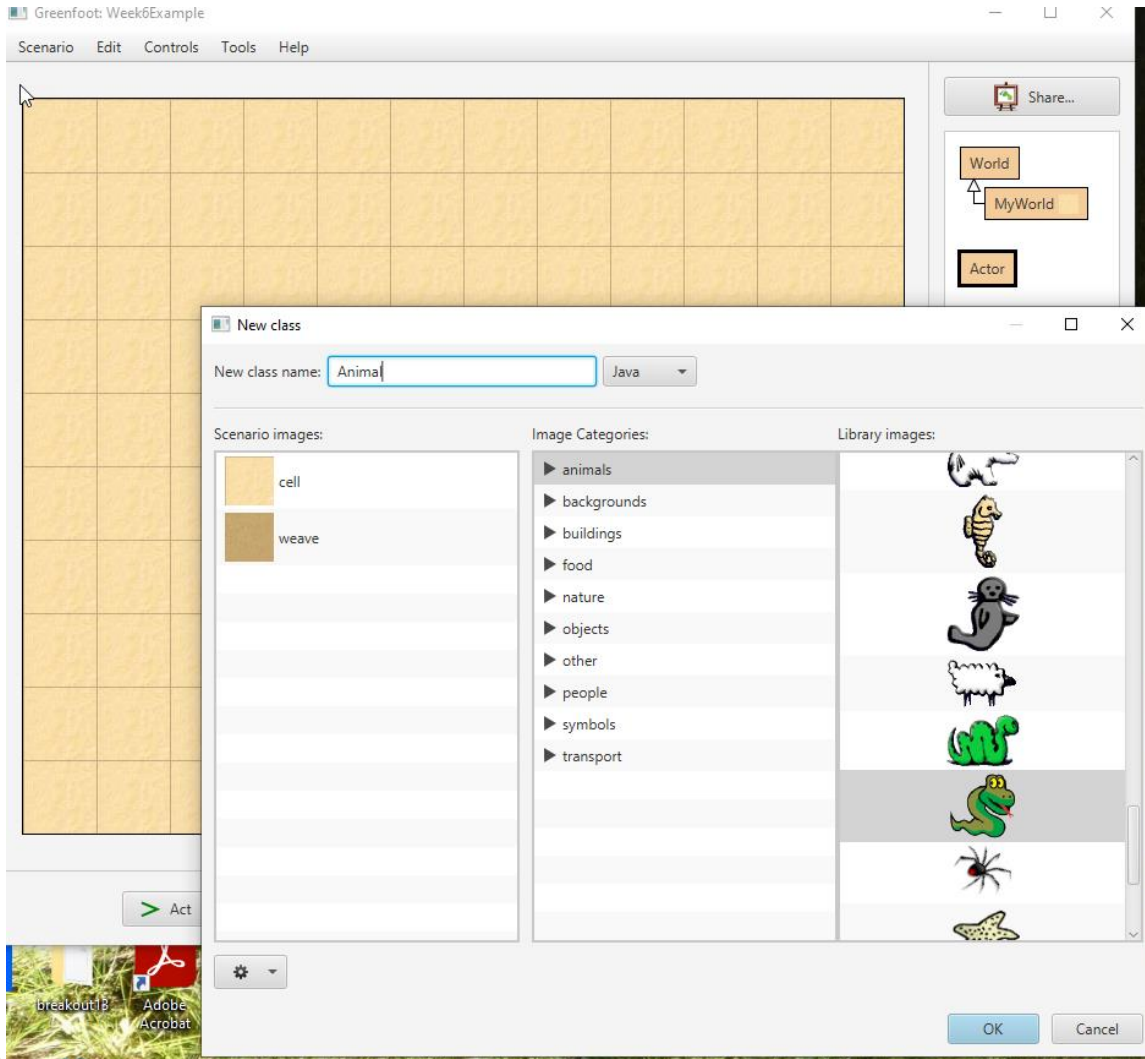 Greenfoot: Week6Example
Scenario Edit Controls Tools Help
Share...
World
MyWorld
Actor
New class
New class name: Animal Java
Scenario images: Image Categories: Library images:
cell
weave
animals
backgrounds
buildings
food
nature
objects
other
people
symbols
transport
> Act
breakout13
Adobe
Acrobat
OK Cancel